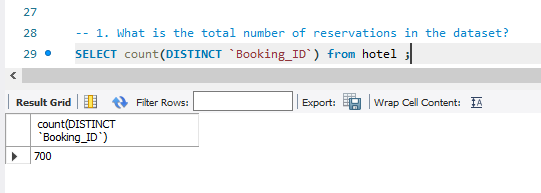 27
28 -- 1. What is the total number of reservations in the dataset?
29 SELECT count(DISTINCT `Booking_ID`) from hotel ;
Result Grid Filter Rows: Export: Wrap Cell Content: IA
count(DISTINCT
`Booking_ID`)
700